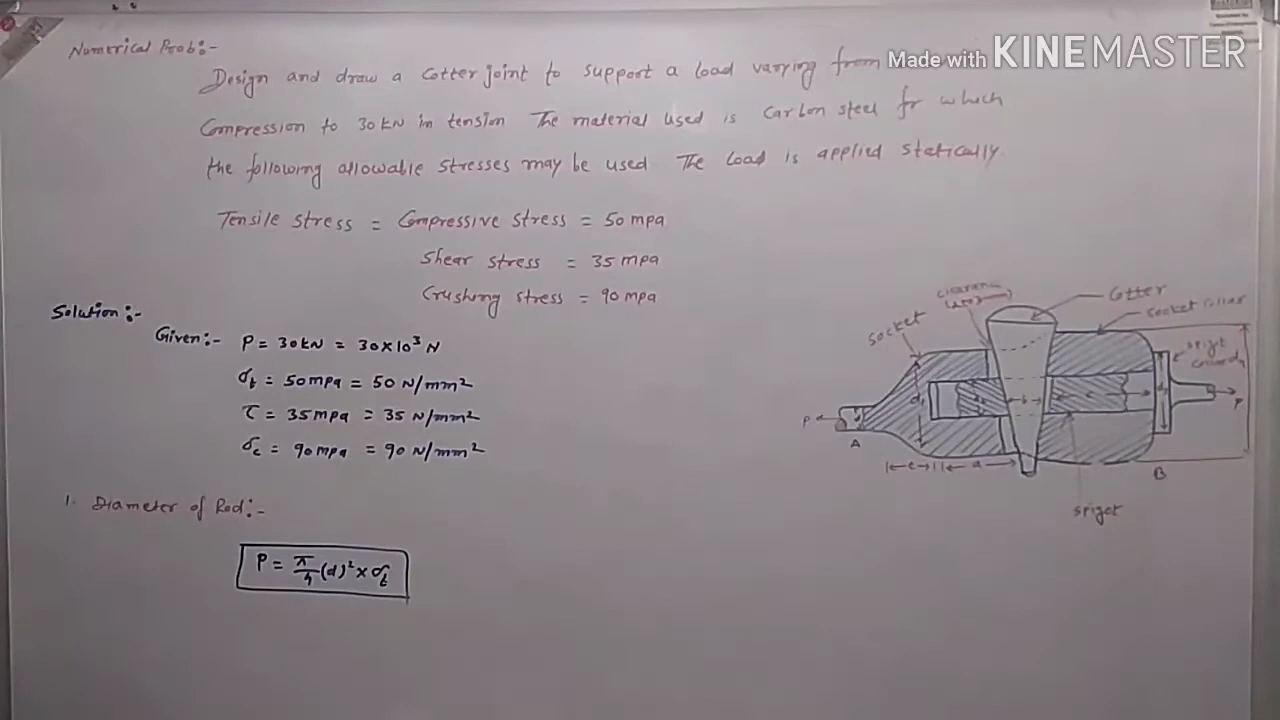 Numerical Prob:-
Design and draw a Cotter joint to support a load varying from
Compression to 30 kN in tension The material used is Carbon steel for which
the following allowable stresses may be used. The load is applied statically.
Tensile stress = Compressive stress = 50 mpa
Shear stress = 35 mpa
Crushing stress = 90 mpa
Solution:-
Given:- P = 30kN = 30×10³ N
σt = 50mpa = 50 N/mm²
τ = 35mpa = 35 N/mm²
σc = 90mpa = 90 N/mm²
1. Diameter of Rod:-
P = π/4 (d)² × σt
Made with KINEMASTER
Cotter
socket collar
socket
spigot
P
A
b
c
P
e
a
B
spigot